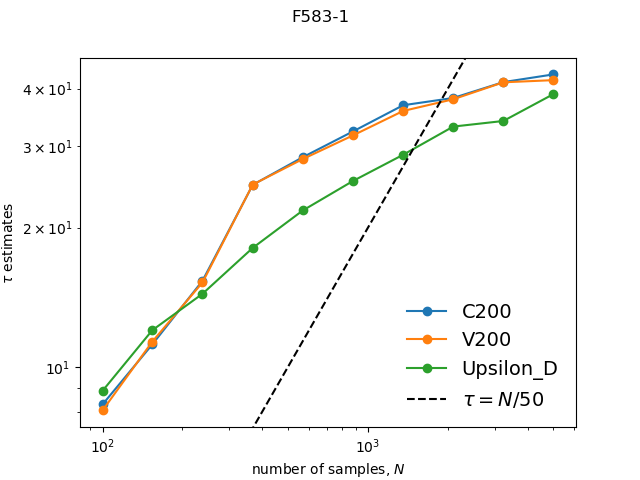 F583-1
τ estimates
4 × 10¹
3 × 10¹
2 × 10¹
10¹
10²
10³
number of samples, N
C200
V200
Upsilon_D
τ = N/50